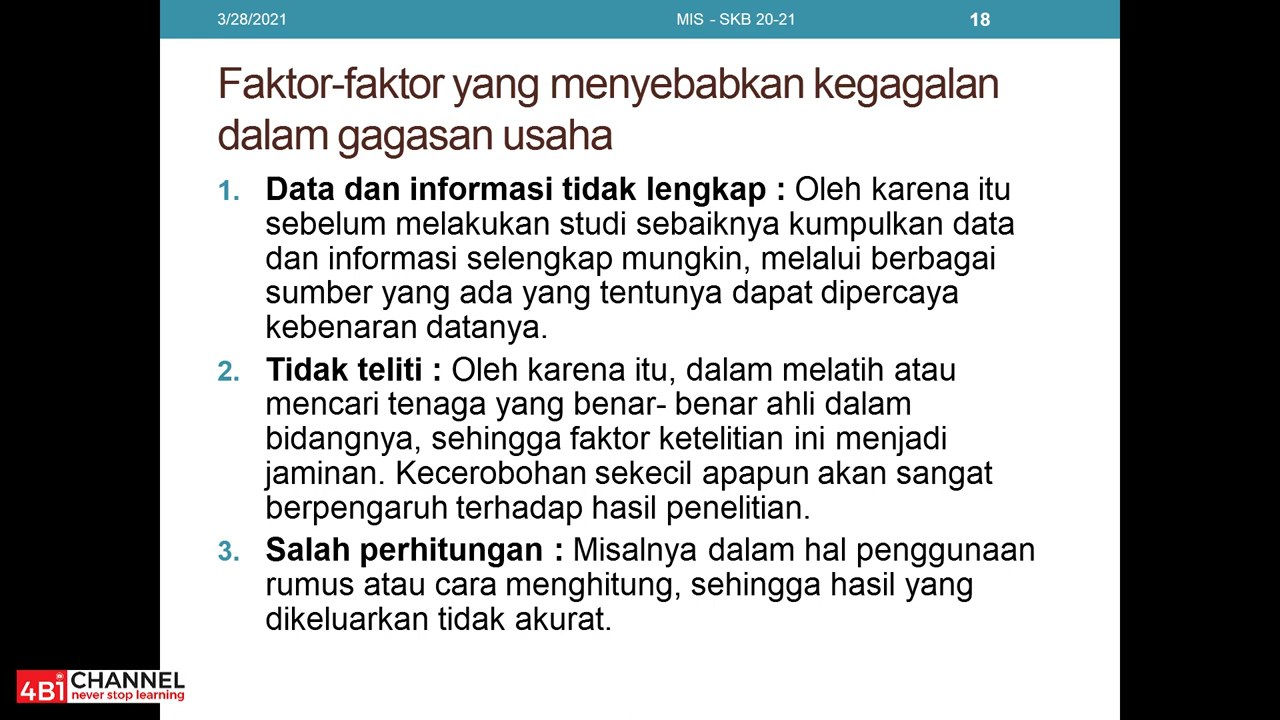 3/28/2021 MIS - SKB 20-21 18
Faktor-faktor yang menyebabkan kegagalan
dalam gagasan usaha
1. Data dan informasi tidak lengkap : Oleh karena itu
sebelum melakukan studi sebaiknya kumpulkan data
dan informasi selengkap mungkin, melalui berbagai
sumber yang ada yang tentunya dapat dipercaya
kebenaran datanya.
2. Tidak teliti : Oleh karena itu, dalam melatih atau
mencari tenaga yang benar- benar ahli dalam
bidangnya, sehingga faktor ketelitian ini menjadi
jaminan. Kecerobohan sekecil apapun akan sangat
berpengaruh terhadap hasil penelitian.
3. Salah perhitungan : Misalnya dalam hal penggunaan
rumus atau cara menghitung, sehingga hasil yang
dikeluarkan tidak akurat.
4Bi CHANNEL
never stop learning